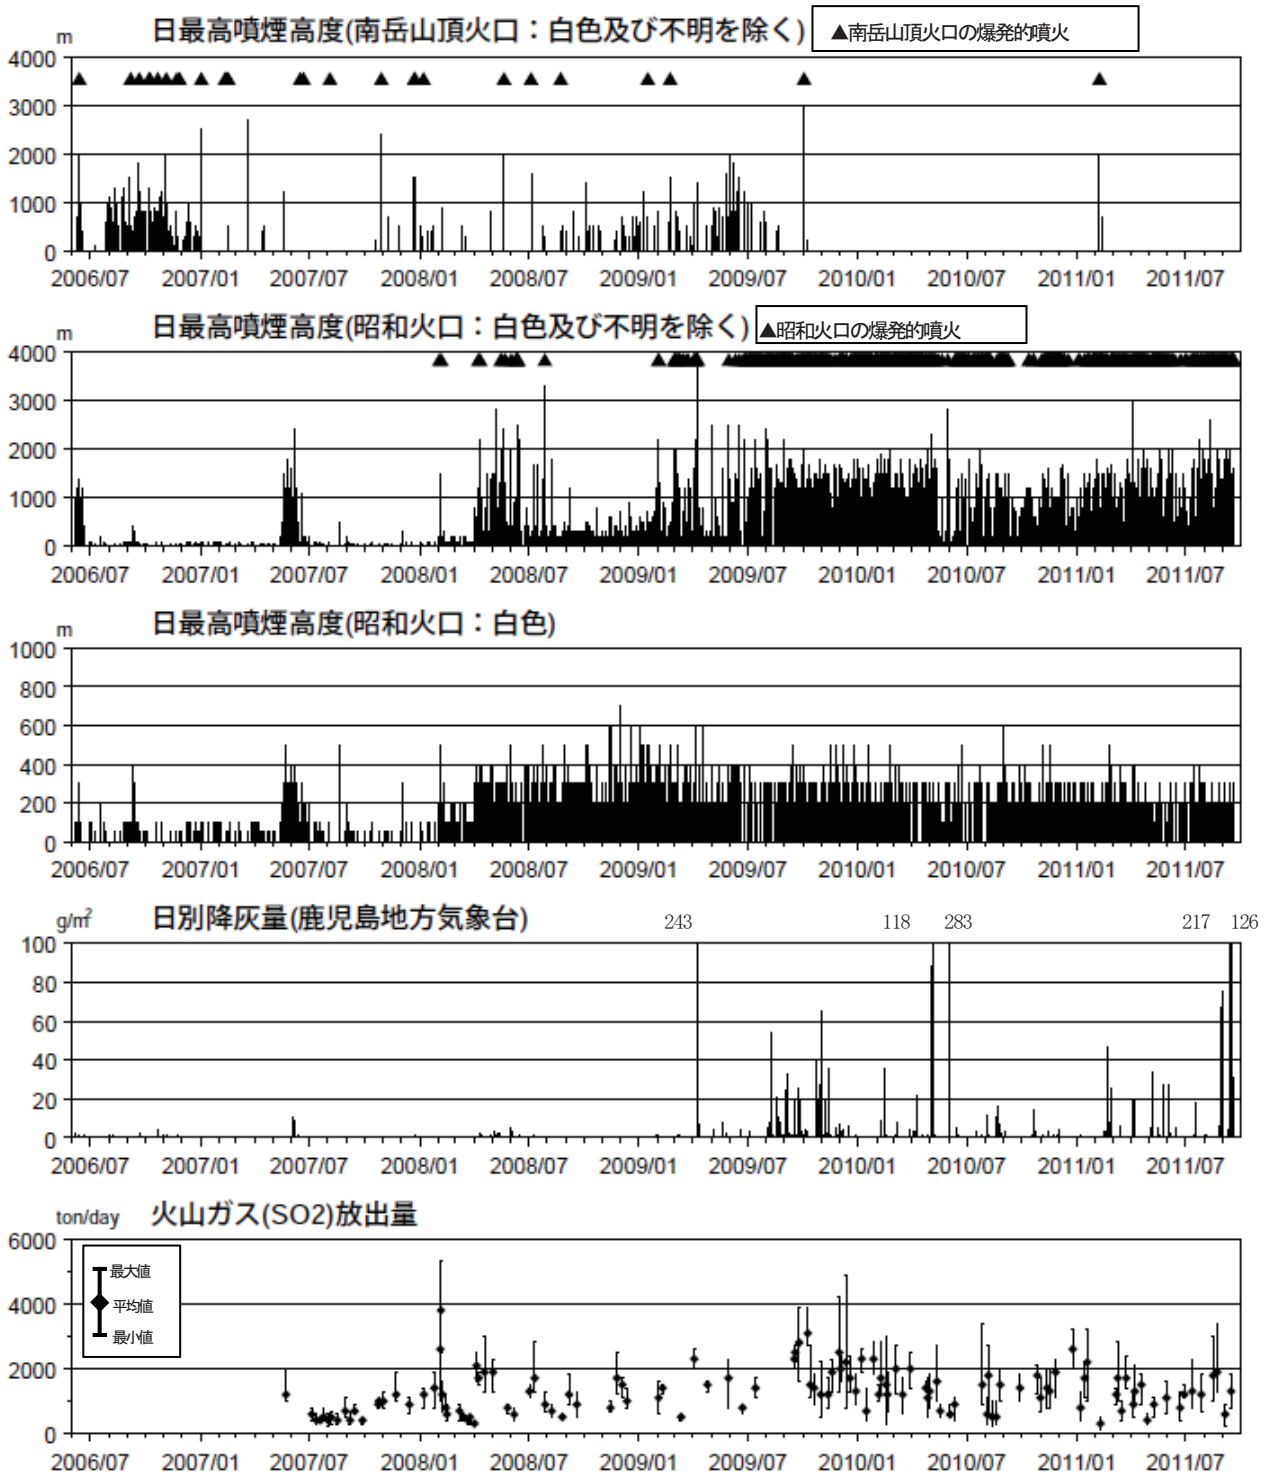 日最高噴煙高度(南岳山頂火口：白色及び不明を除く)
▲南岳山頂火口の爆発的噴火
m
4000
3000
2000
1000
0
2006/07 2007/01 2007/07 2008/01 2008/07 2009/01 2009/07 2010/01 2010/07 2011/01 2011/07
日最高噴煙高度(昭和火口：白色及び不明を除く)
▲昭和火口の爆発的噴火
m
4000
3000
2000
1000
0
2006/07 2007/01 2007/07 2008/01 2008/07 2009/01 2009/07 2010/01 2010/07 2011/01 2011/07
日最高噴煙高度(昭和火口：白色)
m
1000
800
600
400
200
0
2006/07 2007/01 2007/07 2008/01 2008/07 2009/01 2009/07 2010/01 2010/07 2011/01 2011/07
g/㎡ 日別降灰量(鹿児島地方気象台)
243 118 283 217 126
100
80
60
40
20
0
2006/07 2007/01 2007/07 2008/01 2008/07 2009/01 2009/07 2010/01 2010/07 2011/01 2011/07
ton/day 火山ガス(SO2)放出量
6000
4000
2000
0
最大値
平均値
最小値
2006/07 2007/01 2007/07 2008/01 2008/07 2009/01 2009/07 2010/01 2010/07 2011/01 2011/07